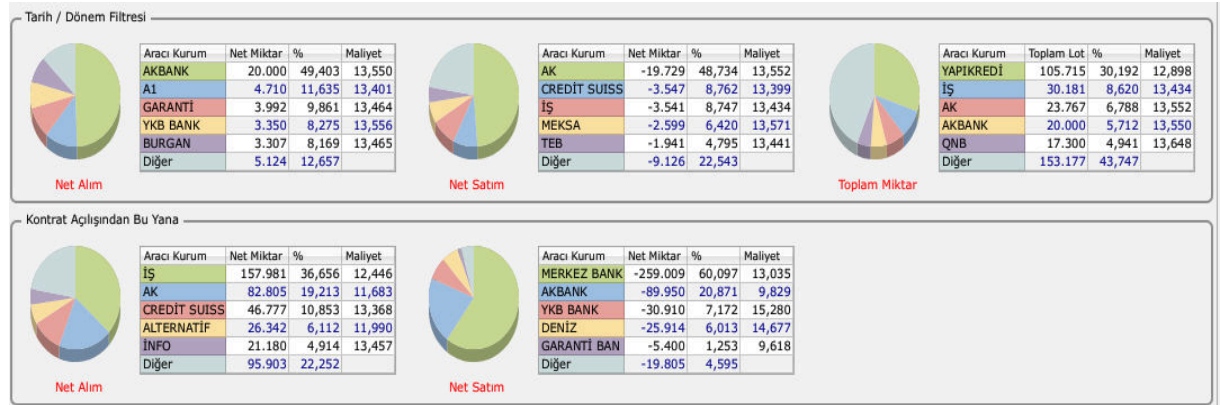 Tarih / Dönem Filtresi
Aracı Kurum Net Miktar % Maliyet
AKBANK 20.000 49,403 13,550
A1 4.710 11,635 13,401
GARANTİ 3.992 9,861 13,464
YKB BANK 3.350 8,275 13,556
BURGAN 3.307 8,169 13,465
Diğer 5.124 12,657
Net Alım
Aracı Kurum Net Miktar % Maliyet
AK -19.729 48,734 13,552
CREDİT SUISS -3.547 8,762 13,399
İŞ -3.541 8,747 13,434
MEKSA -2.599 6,420 13,571
TEB -1.941 4,795 13,441
Diğer -9.126 22,543
Net Satım
Aracı Kurum Toplam Lot % Maliyet
YAPIKREDİ 105.715 30,192 12,898
İŞ 30.181 8,620 13,434
AK 23.767 6,788 13,552
AKBANK 20.000 5,712 13,550
QNB 17.300 4,941 13,648
Diğer 153.177 43,747
Toplam Miktar
Kontrat Açılışından Bu Yana
Aracı Kurum Net Miktar % Maliyet
İŞ 157.981 36,656 12,446
AK 82.805 19,213 11,683
CREDİT SUISS 46.777 10,853 13,368
ALTERNATİF 26.342 6,112 11,990
İNFO 21.180 4,914 13,457
Diğer 95.903 22,252
Net Alım
Aracı Kurum Net Miktar % Maliyet
MERKEZ BANK -259.009 60,097 13,035
AKBANK -89.950 20,871 9,829
YKB BANK -30.910 7,172 15,280
DENİZ -25.914 6,013 14,677
GARANTİ BAN -5.400 1,253 9,618
Diğer -19.805 4,595
Net Satım